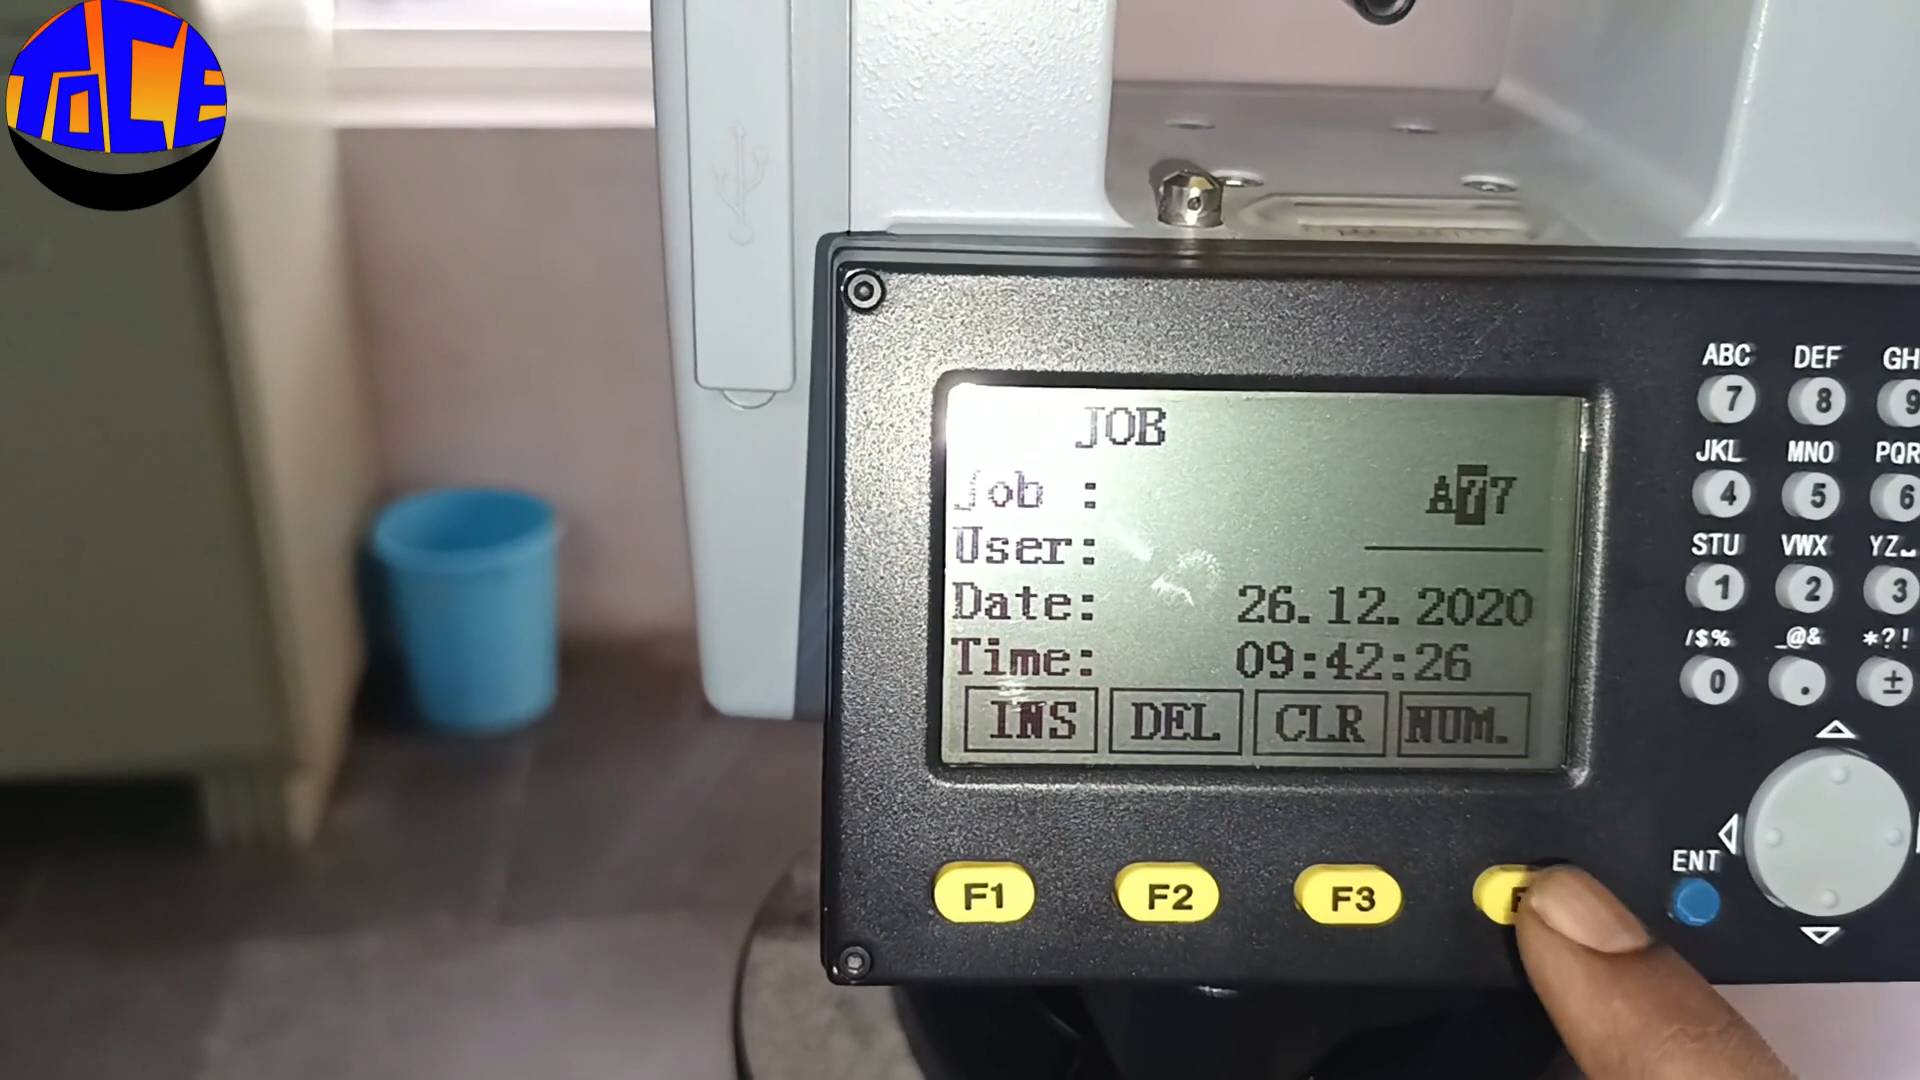 TOCE
JOB
Job : A77
User:
Date: 26.12.2020
Time: 09:42:26
INS DEL CLR NUM.
F1 F2 F3 F
ABC DEF GH
7 8 9
JKL MNO PQR
4 5 6
STU VWX YZ␣
1 2 3
/$% _@& *?!
0 . ±
ENT